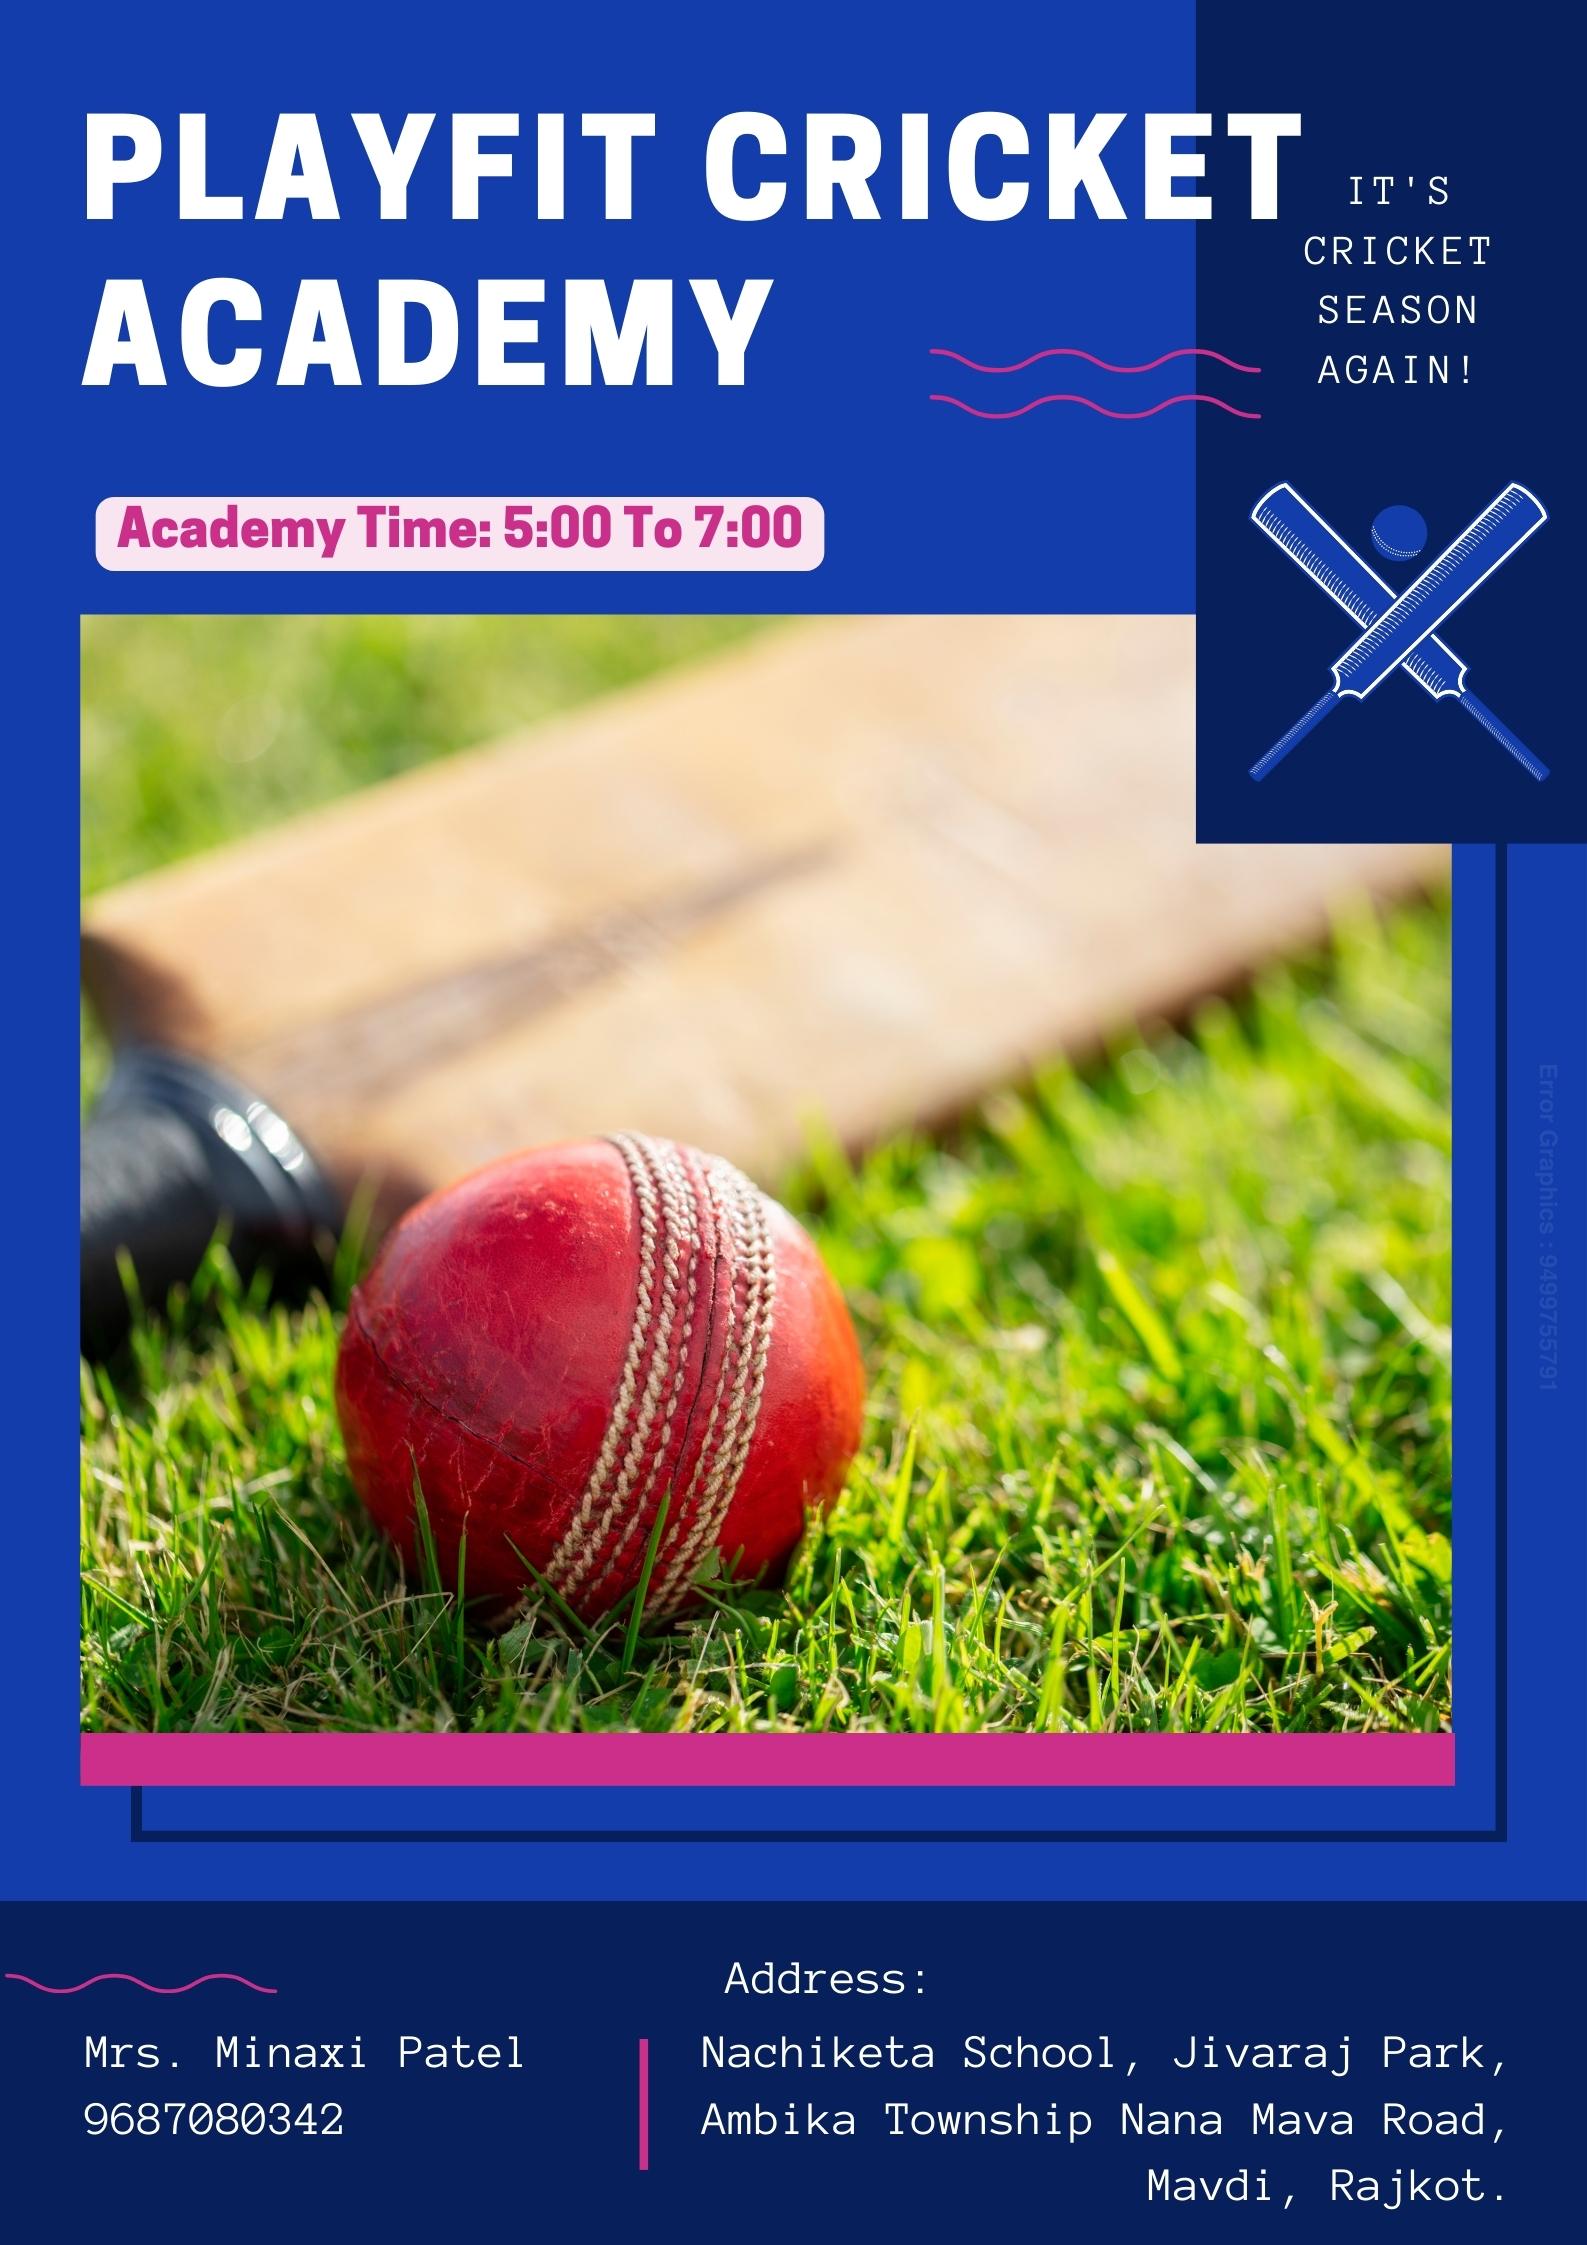 PLAYFIT CRICKET
ACADEMY
IT'S
CRICKET
SEASON
AGAIN!
Academy Time: 5:00 To 7:00
Error Graphics : 9499755791
Mrs. Minaxi Patel
9687080342
Address:
Nachiketa School, Jivaraj Park,
Ambika Township Nana Mava Road,
Mavdi, Rajkot.